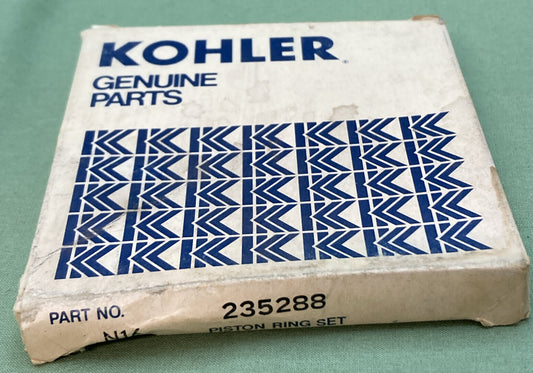 KOHLER®
GENUINE
PARTS
PART NO. 235288
PISTON RING SET